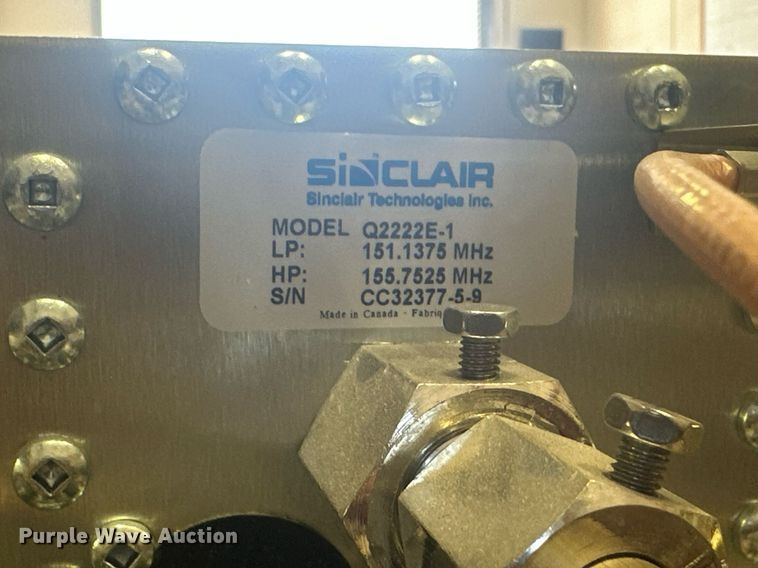 SINCLAIR
Sinclair Technologies Inc.
MODEL Q2222E-1
LP: 151.1375 MHz
HP: 155.7525 MHz
S/N CC32377-5-9
Made in Canada -
Purple Wave Auction